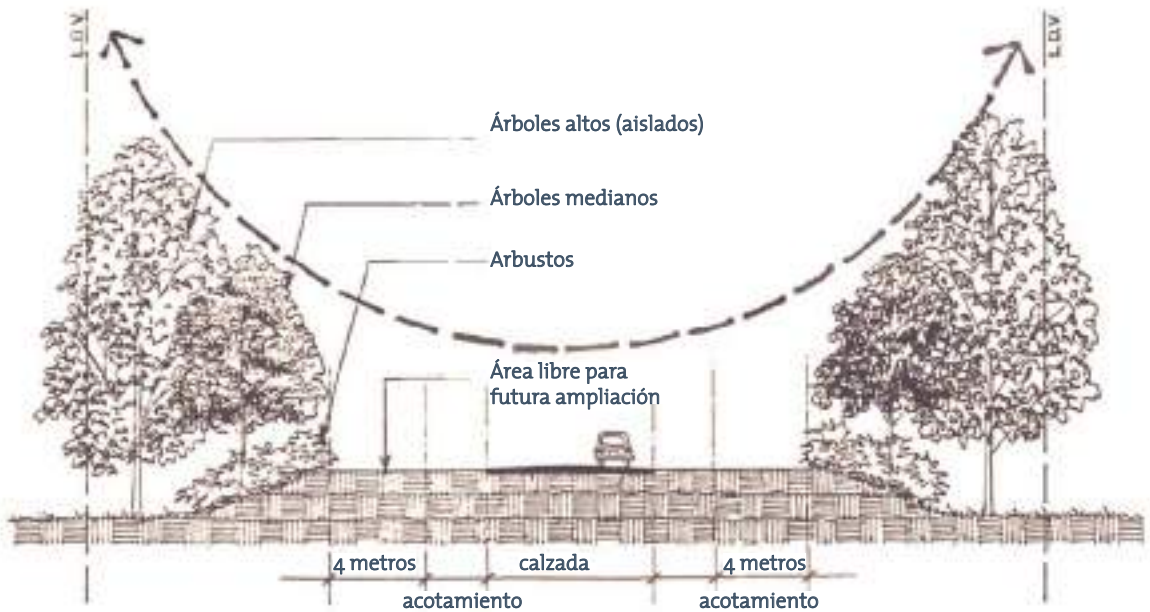 L.D.V
L.D.V
Árboles altos (aislados)
Árboles medianos
Arbustos
Área libre para
futura ampliación
4 metros
calzada
4 metros
acotamiento
acotamiento